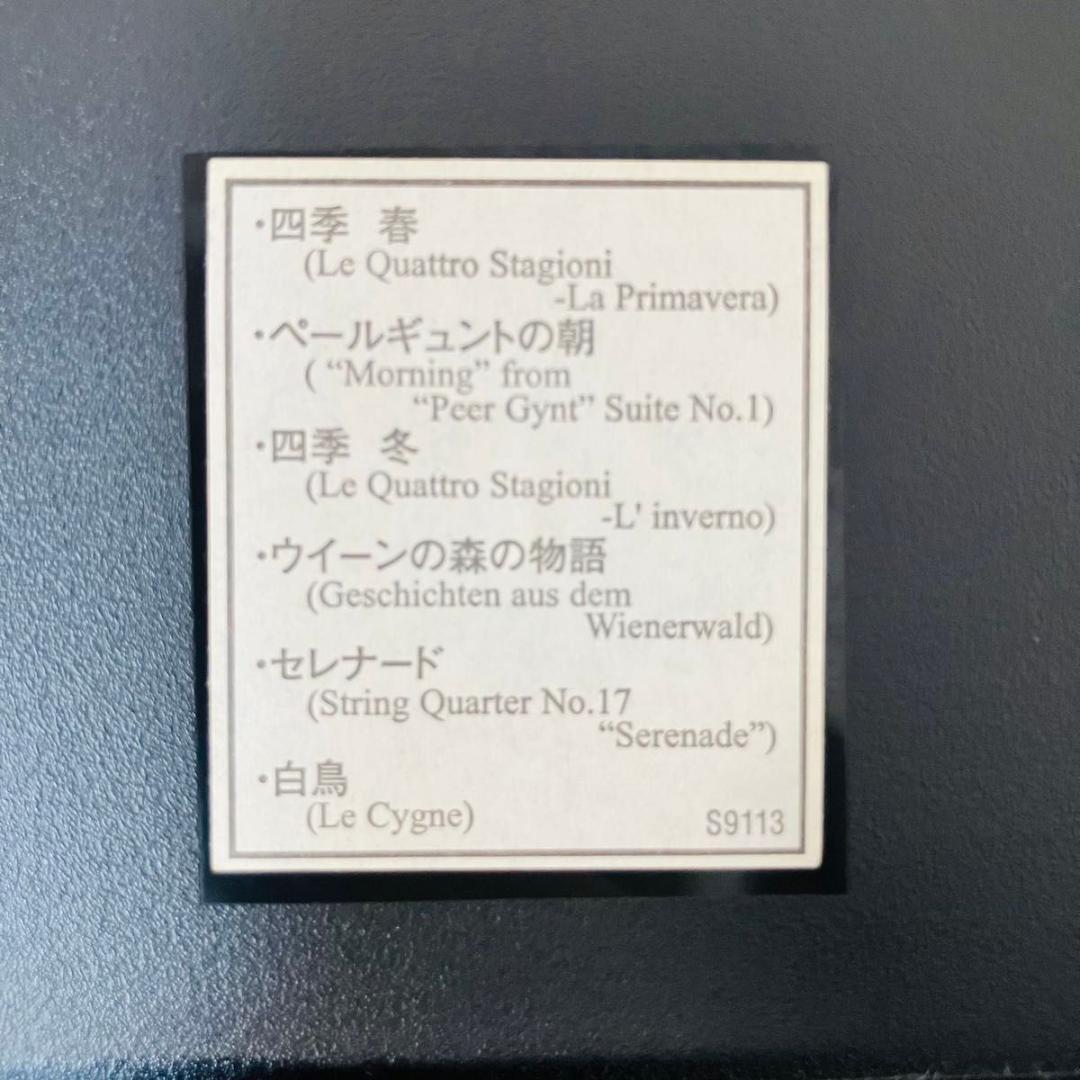 ・四季　春
(Le Quattro Stagioni
-La Primavera)
・ペールギュントの朝
( “Morning” from
“Peer Gynt” Suite No.1)
・四季　冬
(Le Quattro Stagioni
-L' inverno)
・ウイーンの森の物語
(Geschichten aus dem
Wienerwald)
・セレナード
(String Quarter No.17
“Serenade”)
・白鳥
(Le Cygne)
S9113